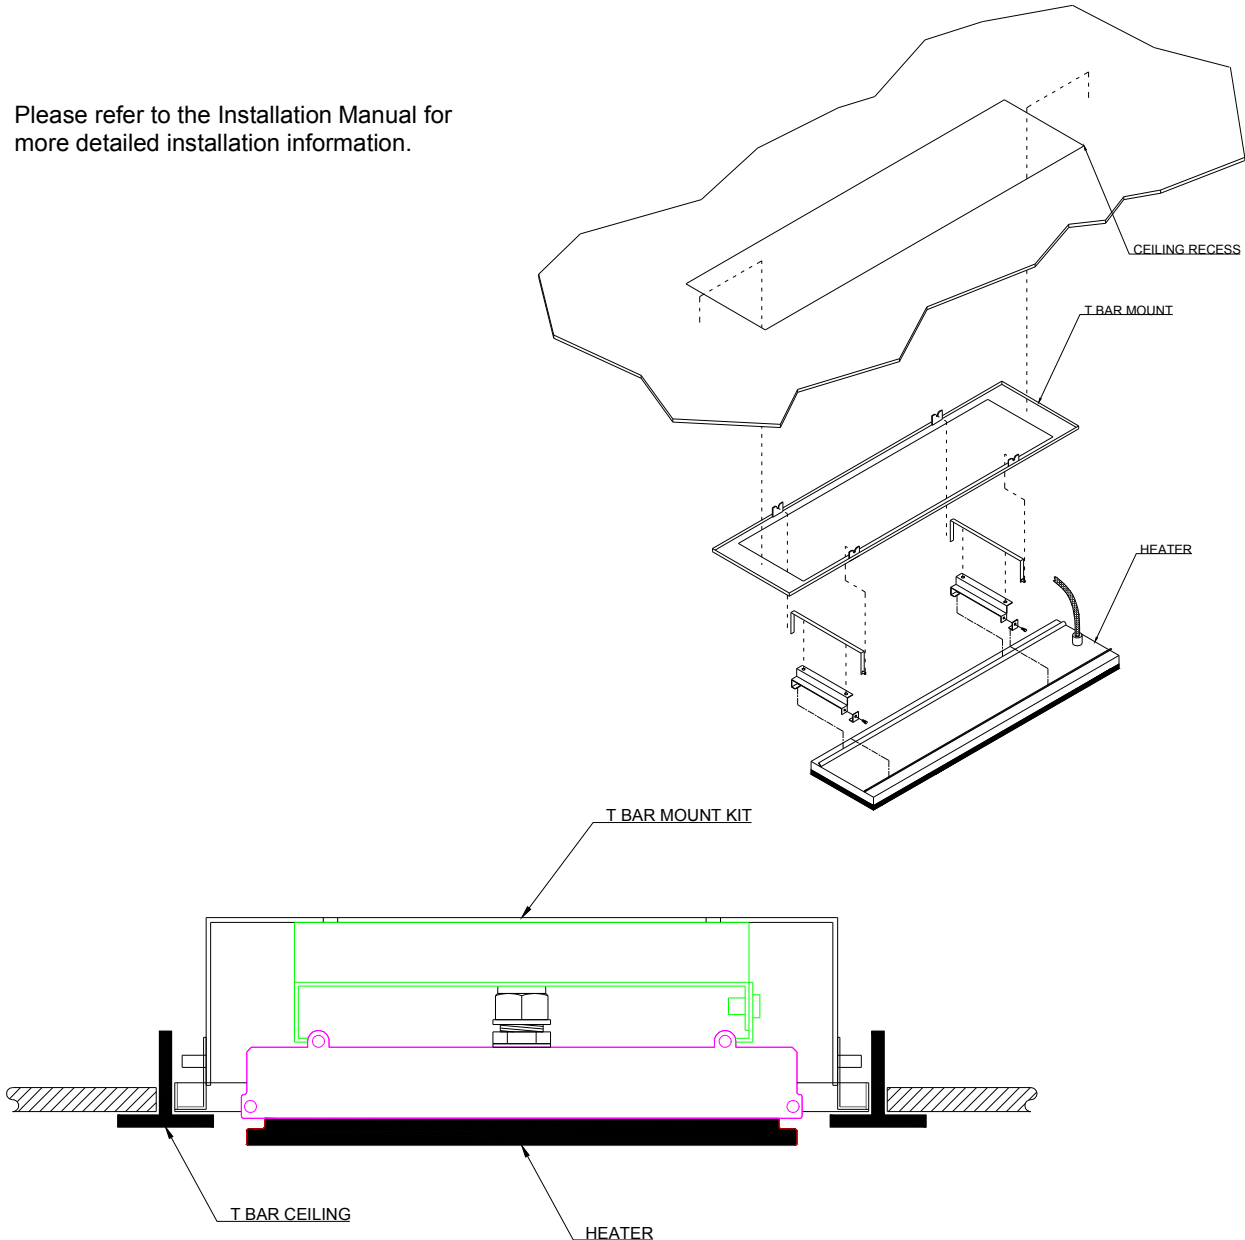 Please refer to the Installation Manual for
more detailed installation information.
CEILING RECESS
T BAR MOUNT
HEATER
T BAR MOUNT KIT
T BAR CEILING
HEATER